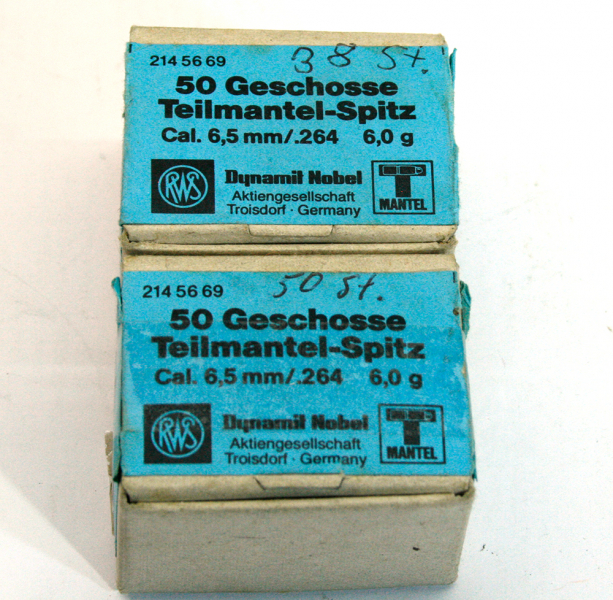 214 56 69 38 St.
50 Geschosse
Teilmantel-Spitz
Cal. 6,5 mm/.264 6,0 g
RWS
Dynamit Nobel
Aktiengesellschaft
Troisdorf · Germany
T
MANTEL
214 56 69 50 St.
50 Geschosse
Teilmantel-Spitz
Cal. 6,5 mm/.264 6,0 g
RWS
Dynamit Nobel
Aktiengesellschaft
Troisdorf · Germany
T
MANTEL